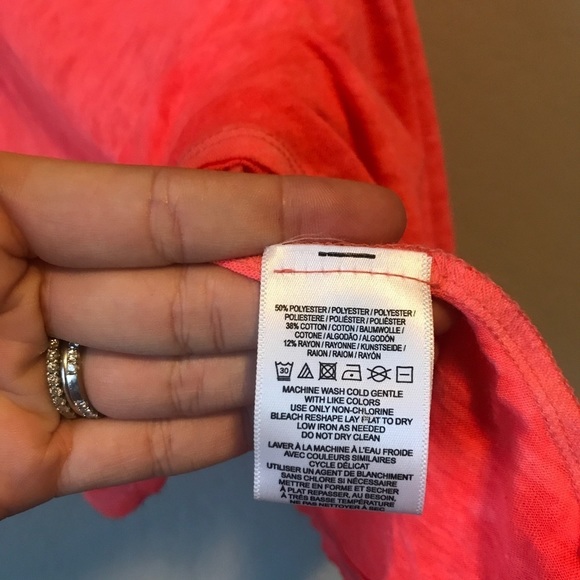 50% POLYESTER / POLYESTER / POLYESTER /
POLIESTERE / POLIÉSTER / POLIÉSTER
38% COTTON / COTON / BAUMWOLLE /
COTONE / ALGODÃO / ALGODÓN
12% RAYON / RAYONNE / KUNSTSEIDE /
RAION / RAIOM / RAYÓN
30
MACHINE WASH COLD GENTLE
WITH LIKE COLORS
USE ONLY NON-CHLORINE
BLEACH RESHAPE LAY FLAT TO DRY
LOW IRON AS NEEDED
DO NOT DRY CLEAN
LAVER À LA MACHINE À L'EAU FROIDE
AVEC COULEURS SIMILAIRES
CYCLE DÉLICAT
UTILISER UN AGENT DE BLANCHIMENT
SANS CHLORE SI NÉCESSAIRE
METTRE EN FORME ET SÉCHER
À PLAT REPASSER, AU BESOIN,
À TRÈS BASSE TEMPÉRATURE
NE PAS NETTOYER À SEC